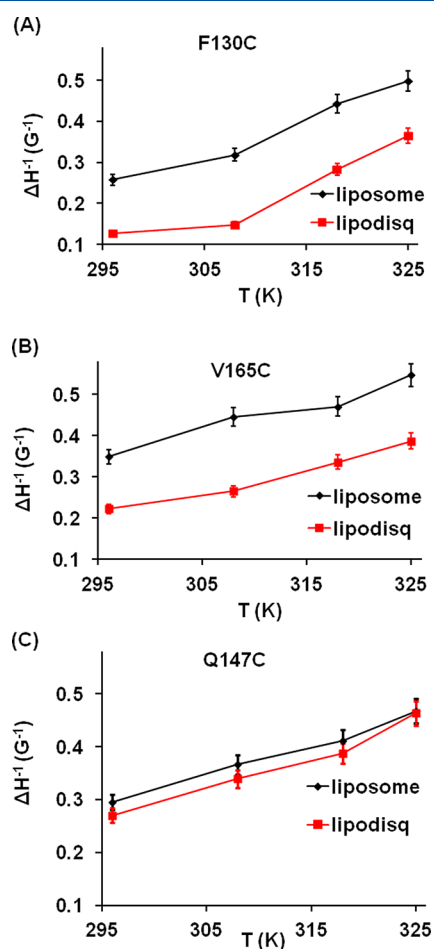 (A)
F130C
ΔH⁻¹ (G⁻¹)
0.5
0.4
0.3
0.2
0.1
liposome
lipodisq
295
305
315
325
T (K)
(B)
V165C
ΔH⁻¹ (G⁻¹)
0.5
0.4
0.3
0.2
0.1
liposome
lipodisq
295
305
315
325
T (K)
(C)
Q147C
ΔH⁻¹ (G⁻¹)
0.5
0.4
0.3
0.2
0.1
liposome
lipodisq
295
305
315
325
T (K)